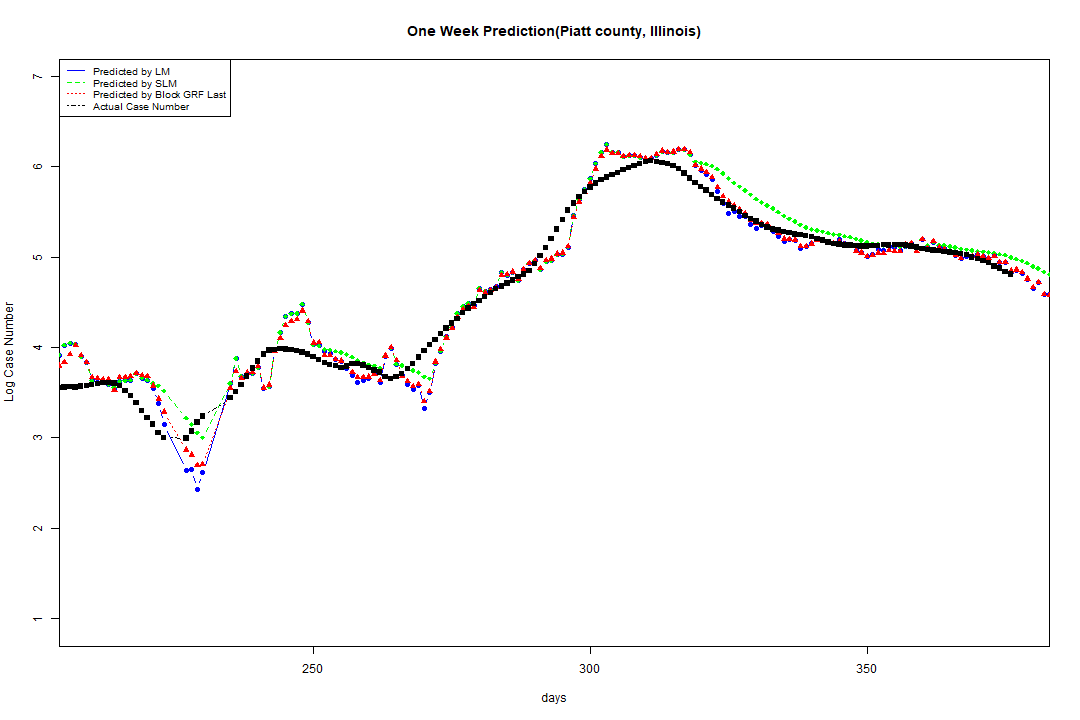 One Week Prediction(Piatt county, Illinois)
Predicted by LM
Predicted by SLM
Predicted by Block GRF Last
Actual Case Number
7
6
5
4
3
2
1
Log Case Number
250
300
350
days